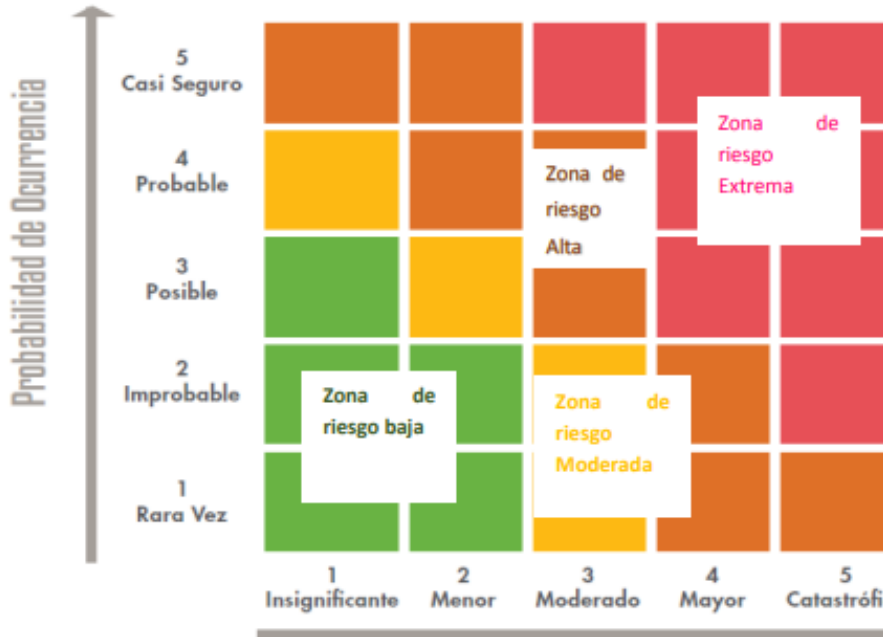 Probabilidad de Ocurrencia
5
Casi Seguro
4
Probable
3
Posible
2
Improbable
1
Rara Vez
Zona de
riesgo
Extrema
Zona de
riesgo
Alta
Zona de
riesgo baja
Zona de
riesgo
Moderada
1
Insignificante
2
Menor
3
Moderado
4
Mayor
5
Catastrófi